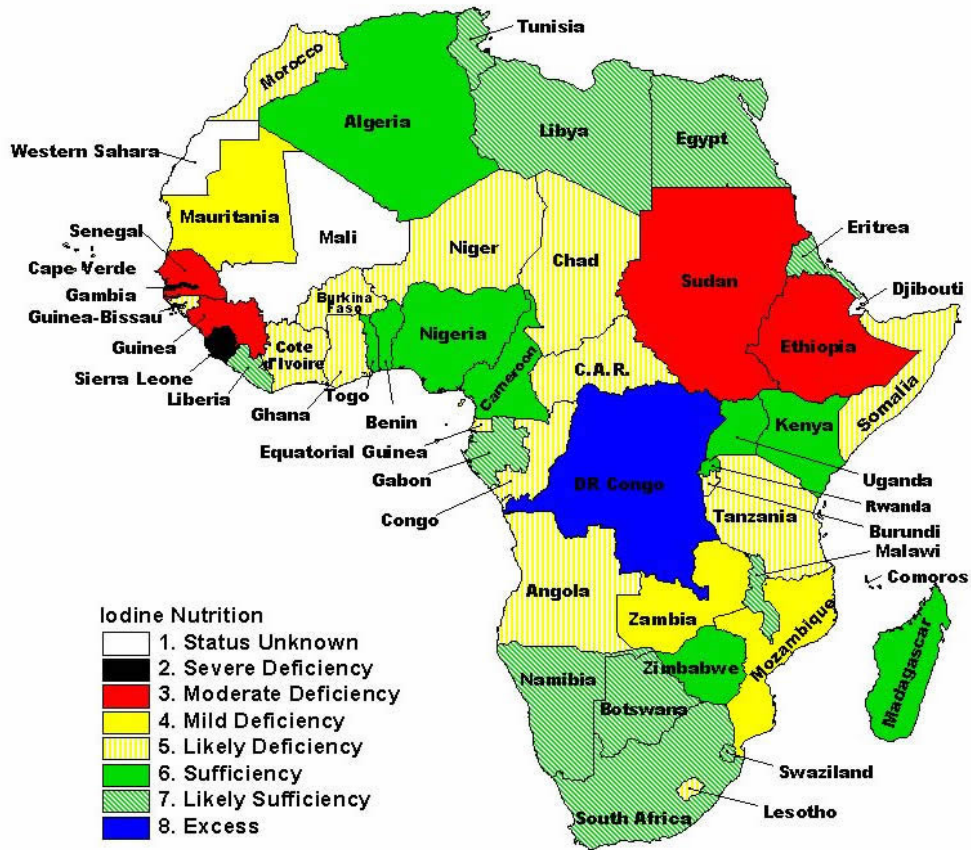 Tunisia
Morocco
Algeria
Libya
Egypt
Western Sahara
Mauritania
Mali
Niger
Chad
Sudan
Eritrea
Senegal
Cape Verde
Gambia
Guinea-Bissau
Guinea
Sierra Leone
Liberia
Burkina
Faso
Cote
d'Ivoire
Ghana
Togo
Benin
Nigeria
Cameroon
C.A.R.
Djibouti
Ethiopia
Somalia
Equatorial Guinea
Gabon
Congo
DR Congo
Kenya
Uganda
Rwanda
Burundi
Tanzania
Malawi
Comoros
Angola
Zambia
Mozambique
Madagascar
Zimbabwe
Namibia
Botswana
Swaziland
Lesotho
South Africa
Iodine Nutrition
1. Status Unknown
2. Severe Deficiency
3. Moderate Deficiency
4. Mild Deficiency
5. Likely Deficiency
6. Sufficiency
7. Likely Sufficiency
8. Excess